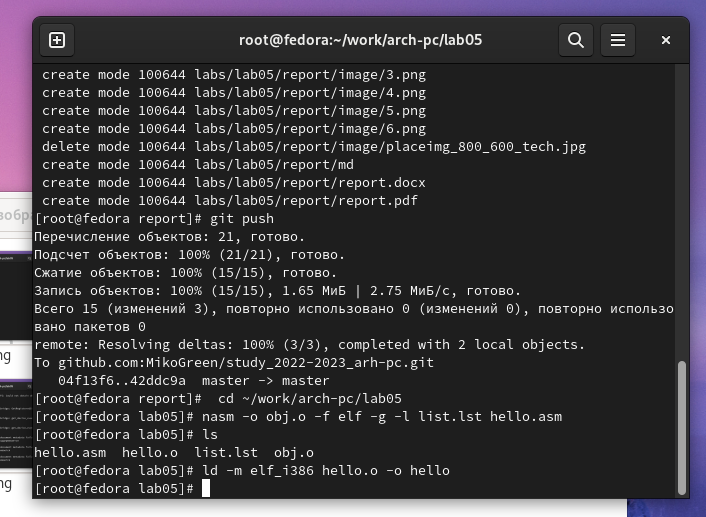 root@fedora:~/work/arch-pc/lab05
create mode 100644 labs/lab05/report/image/3.png
create mode 100644 labs/lab05/report/image/4.png
create mode 100644 labs/lab05/report/image/5.png
create mode 100644 labs/lab05/report/image/6.png
delete mode 100644 labs/lab05/report/image/placeimg_800_600_tech.jpg
create mode 100644 labs/lab05/report/md
create mode 100644 labs/lab05/report/report.docx
create mode 100644 labs/lab05/report/report.pdf
[root@fedora report]# git push
Перечисление объектов: 21, готово.
Подсчет объектов: 100% (21/21), готово.
Сжатие объектов: 100% (15/15), готово.
Запись объектов: 100% (15/15), 1.65 МиБ | 2.75 МиБ/с, готово.
Всего 15 (изменений 3), повторно использовано 0 (изменений 0), повторно использо
вано пакетов 0
remote: Resolving deltas: 100% (3/3), completed with 2 local objects.
To github.com:MikoGreen/study_2022-2023_arh-pc.git
04f13f6..42ddc9a  master -> master
[root@fedora report]#  cd ~/work/arch-pc/lab05
[root@fedora lab05]# nasm -o obj.o -f elf -g -l list.lst hello.asm
[root@fedora lab05]# ls
hello.asm  hello.o  list.lst  obj.o
[root@fedora lab05]# ld -m elf_i386 hello.o -o hello
[root@fedora lab05]#
зобра
ng
ng